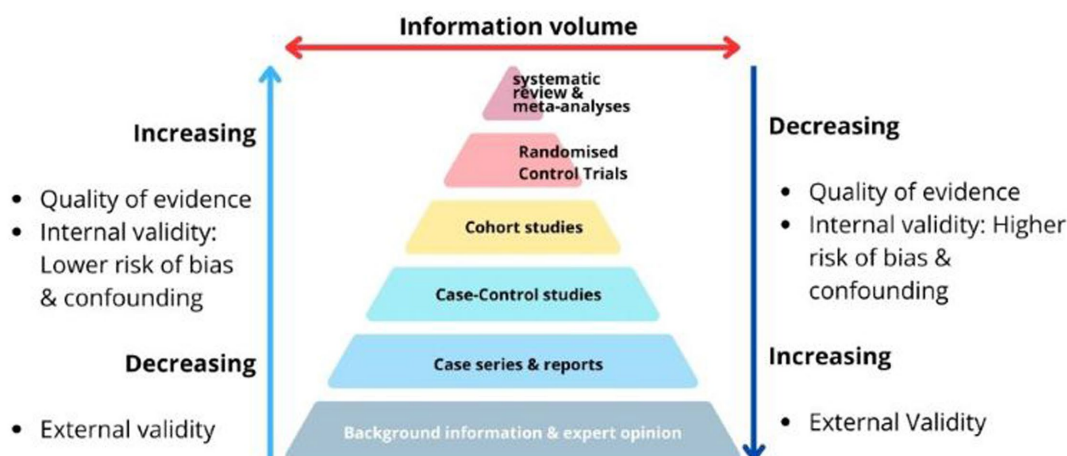 Information volume
Increasing
• Quality of evidence
• Internal validity:
Lower risk of bias
& confounding
Decreasing
• External validity
systematic
review &
meta-analyses
Randomised
Control Trials
Cohort studies
Case-Control studies
Case series & reports
Background information & expert opinion
Decreasing
• Quality of evidence
• Internal validity: Higher
risk of bias &
confounding
Increasing
• External Validity